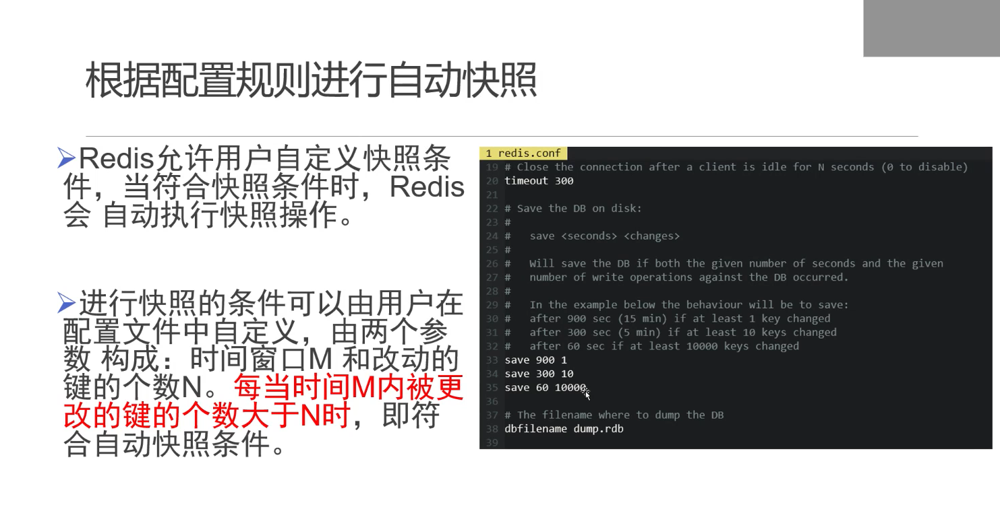 根据配置规则进行自动快照
Redis允许用户自定义快照条
件，当符合快照条件时，Redis
会 自动执行快照操作。
进行快照的条件可以由用户在
配置文件中自定义，由两个参
数 构成：时间窗口M 和改动的
键的个数N。每当时间M内被更
改的键的个数大于N时，即符
合自动快照条件。
1 redis.conf
19 # Close the connection after a client is idle for N seconds (0 to disable)
20 timeout 300
21
22 # Save the DB on disk:
23 #
24 #   save <seconds> <changes>
25 #
26 #   Will save the DB if both the given number of seconds and the given
27 #   number of write operations against the DB occurred.
28 #
29 #   In the example below the behaviour will be to save:
30 #   after 900 sec (15 min) if at least 1 key changed
31 #   after 300 sec (5 min) if at least 10 keys changed
32 #   after 60 sec if at least 10000 keys changed
33 save 900 1
34 save 300 10
35 save 60 10000
36
37 # The filename where to dump the DB
38 dbfilename dump.rdb
39